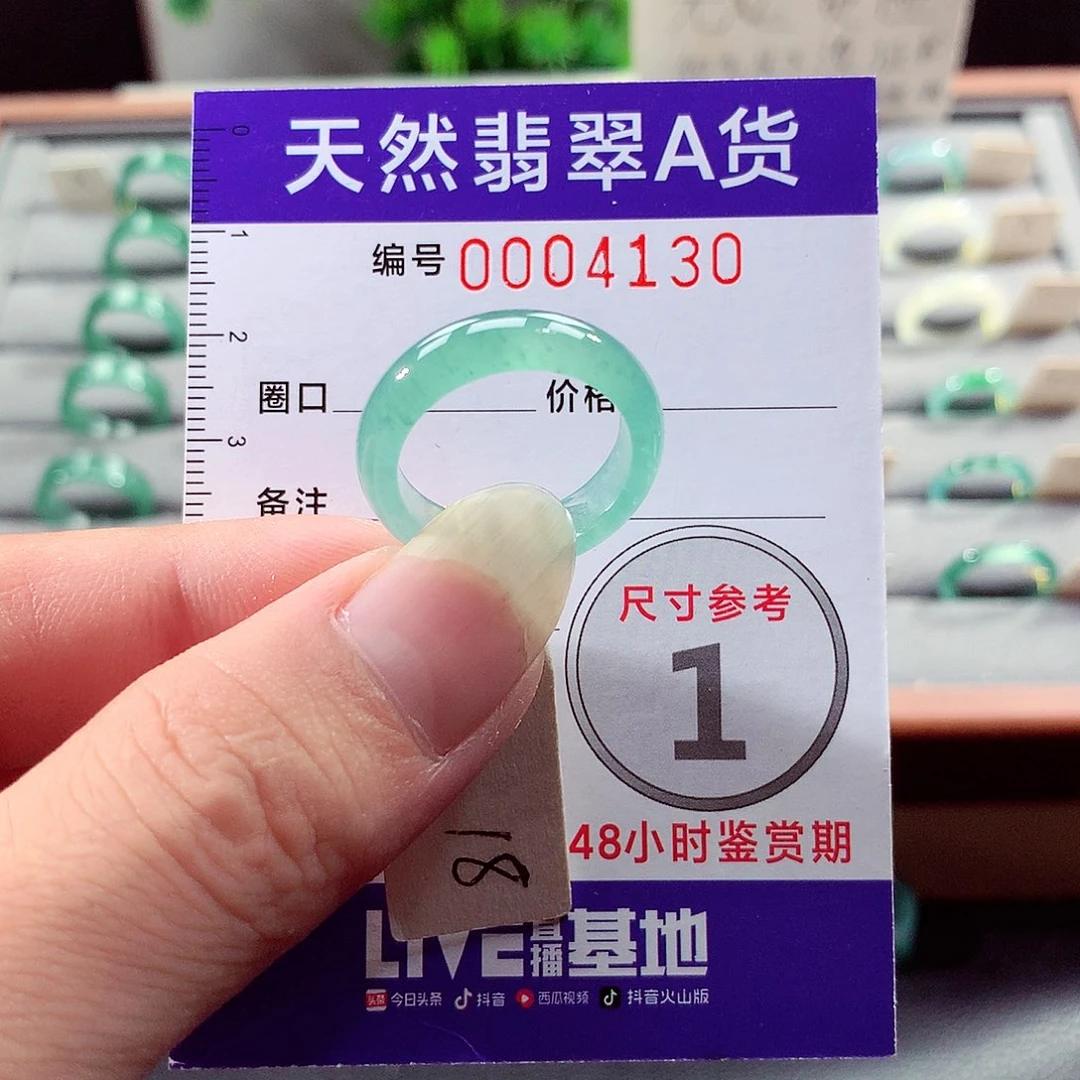 天然翡翠A货
0
1
2
3
编号 0004130
圈口 价格
备注
尺寸参考
1
48小时鉴赏期
18
LIVE直播基地
头条 今日头条 抖音 西瓜视频 抖音火山版